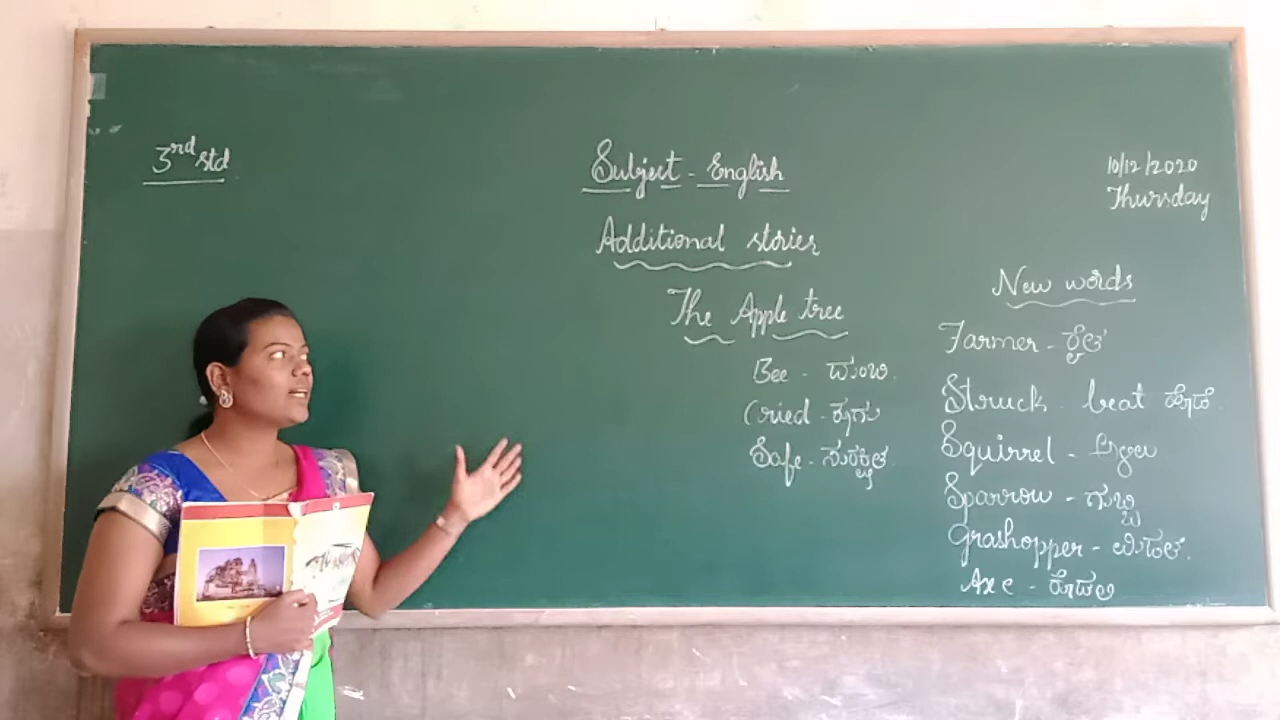 3rd std
Subject - English
10/12/2020
Thursday
Additional stories
The Apple tree
Bee - ದುಂಬಿ.
Cried - ಕೂಗು
Safe - ಸುರಕ್ಷಿತ
New words
Farmer - ರೈತ
Struck - beat ಹೊಡೆ
Squirrel - ಅಳಿಲು
Sparrow - ಗುಬ್ಬಿ
Grashopper - ಮಿಡತೆ.
Axe - ಕೊಡಲಿ